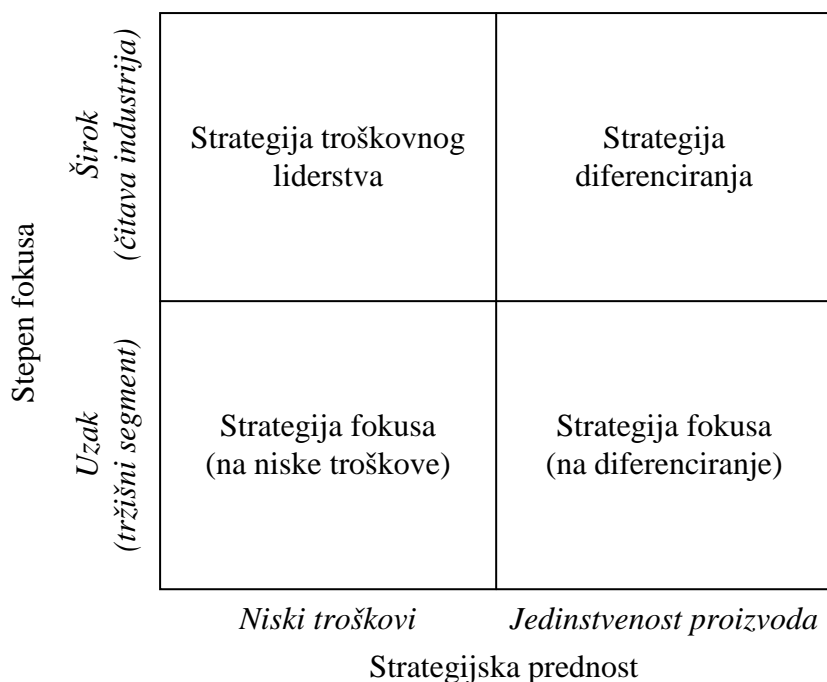 Stepen fokusa
Širok
(čitava industrija)
Strategija troškovnog
liderstva
Strategija
diferenciranja
Uzak
(tržišni segment)
Strategija fokusa
(na niske troškove)
Strategija fokusa
(na diferenciranje)
Niski troškovi
Jedinstvenost proizvoda
Strategijska prednost